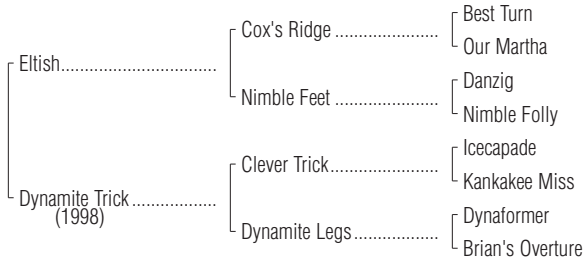 Best Turn
Cox's Ridge
Our Martha
Eltish
Danzig
Nimble Feet
Nimble Folly
Icecapade
Clever Trick
Kankakee Miss
Dynamite Trick
(1998)
Dynaformer
Dynamite Legs
Brian's Overture